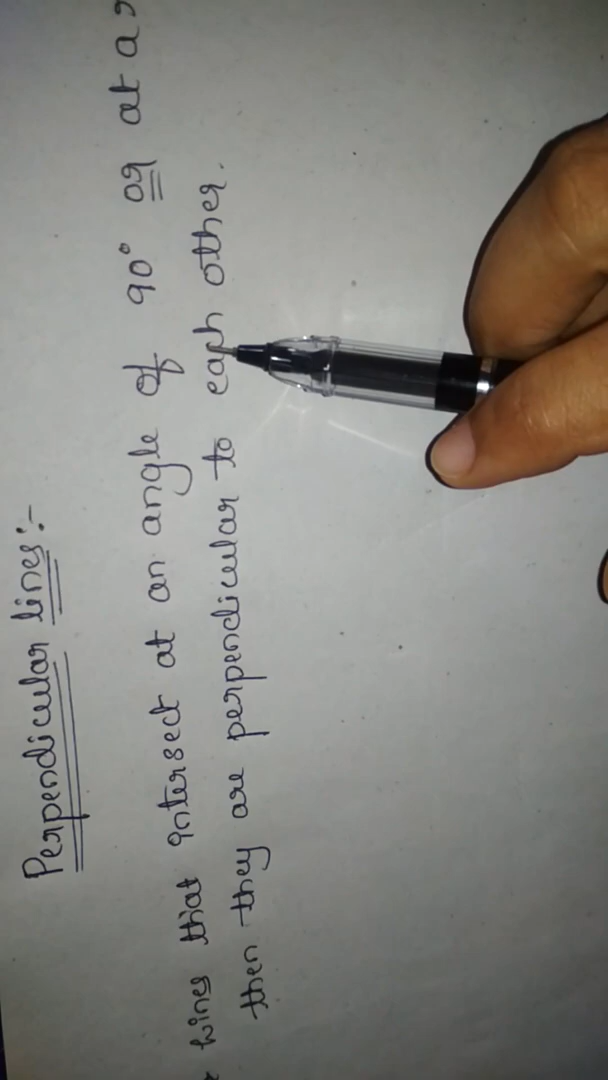 Perpendicular lines:-
Lines that intersect at an angle of 90° or at a
then they are perpendicular to each other.